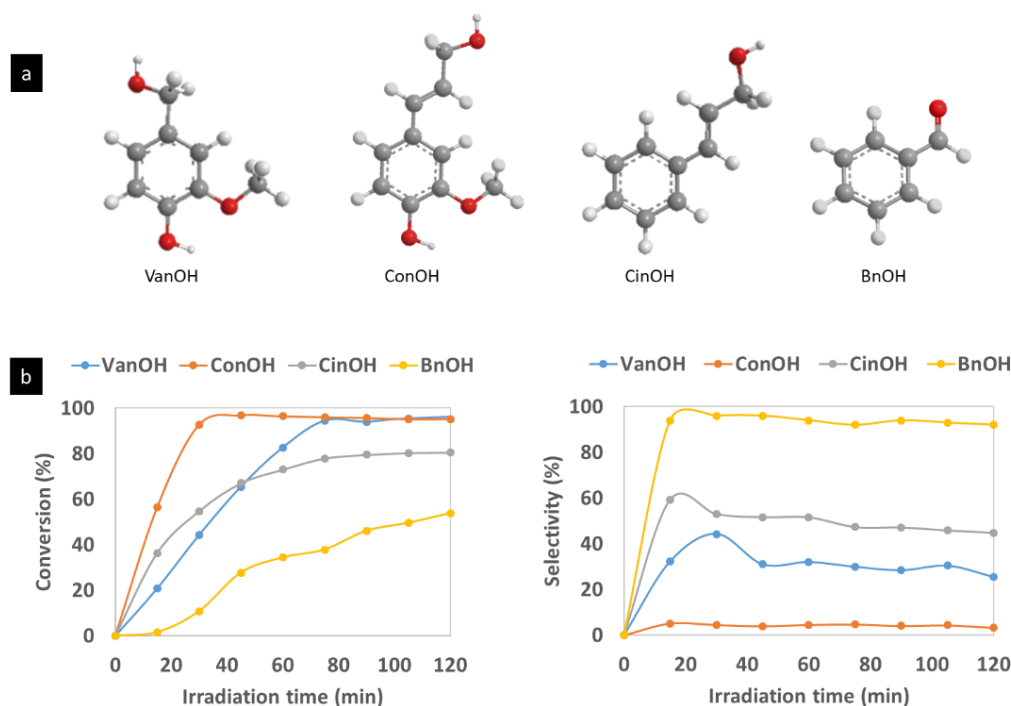 a
VanOH
ConOH
CinOH
BnOH
b
VanOH ConOH CinOH BnOH
100
80
60
40
20
0
Conversion (%)
0 20 40 60 80 100 120
Irradiation time (min)
VanOH ConOH CinOH BnOH
100
80
60
40
20
0
Selectivity (%)
0 20 40 60 80 100 120
Irradiation time (min)